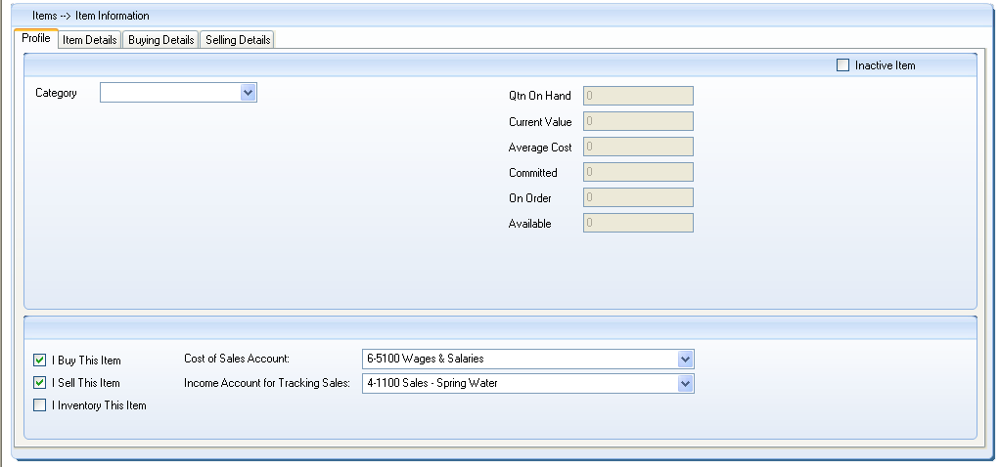 Items --> Item Information
Profile Item Details Buying Details Selling Details
Inactive Item
Category
Qtn On Hand 0
Current Value 0
Average Cost 0
Committed 0
On Order 0
Available 0
I Buy This Item Cost of Sales Account: 6-5100 Wages & Salaries
I Sell This Item Income Account for Tracking Sales: 4-1100 Sales - Spring Water
I Inventory This Item